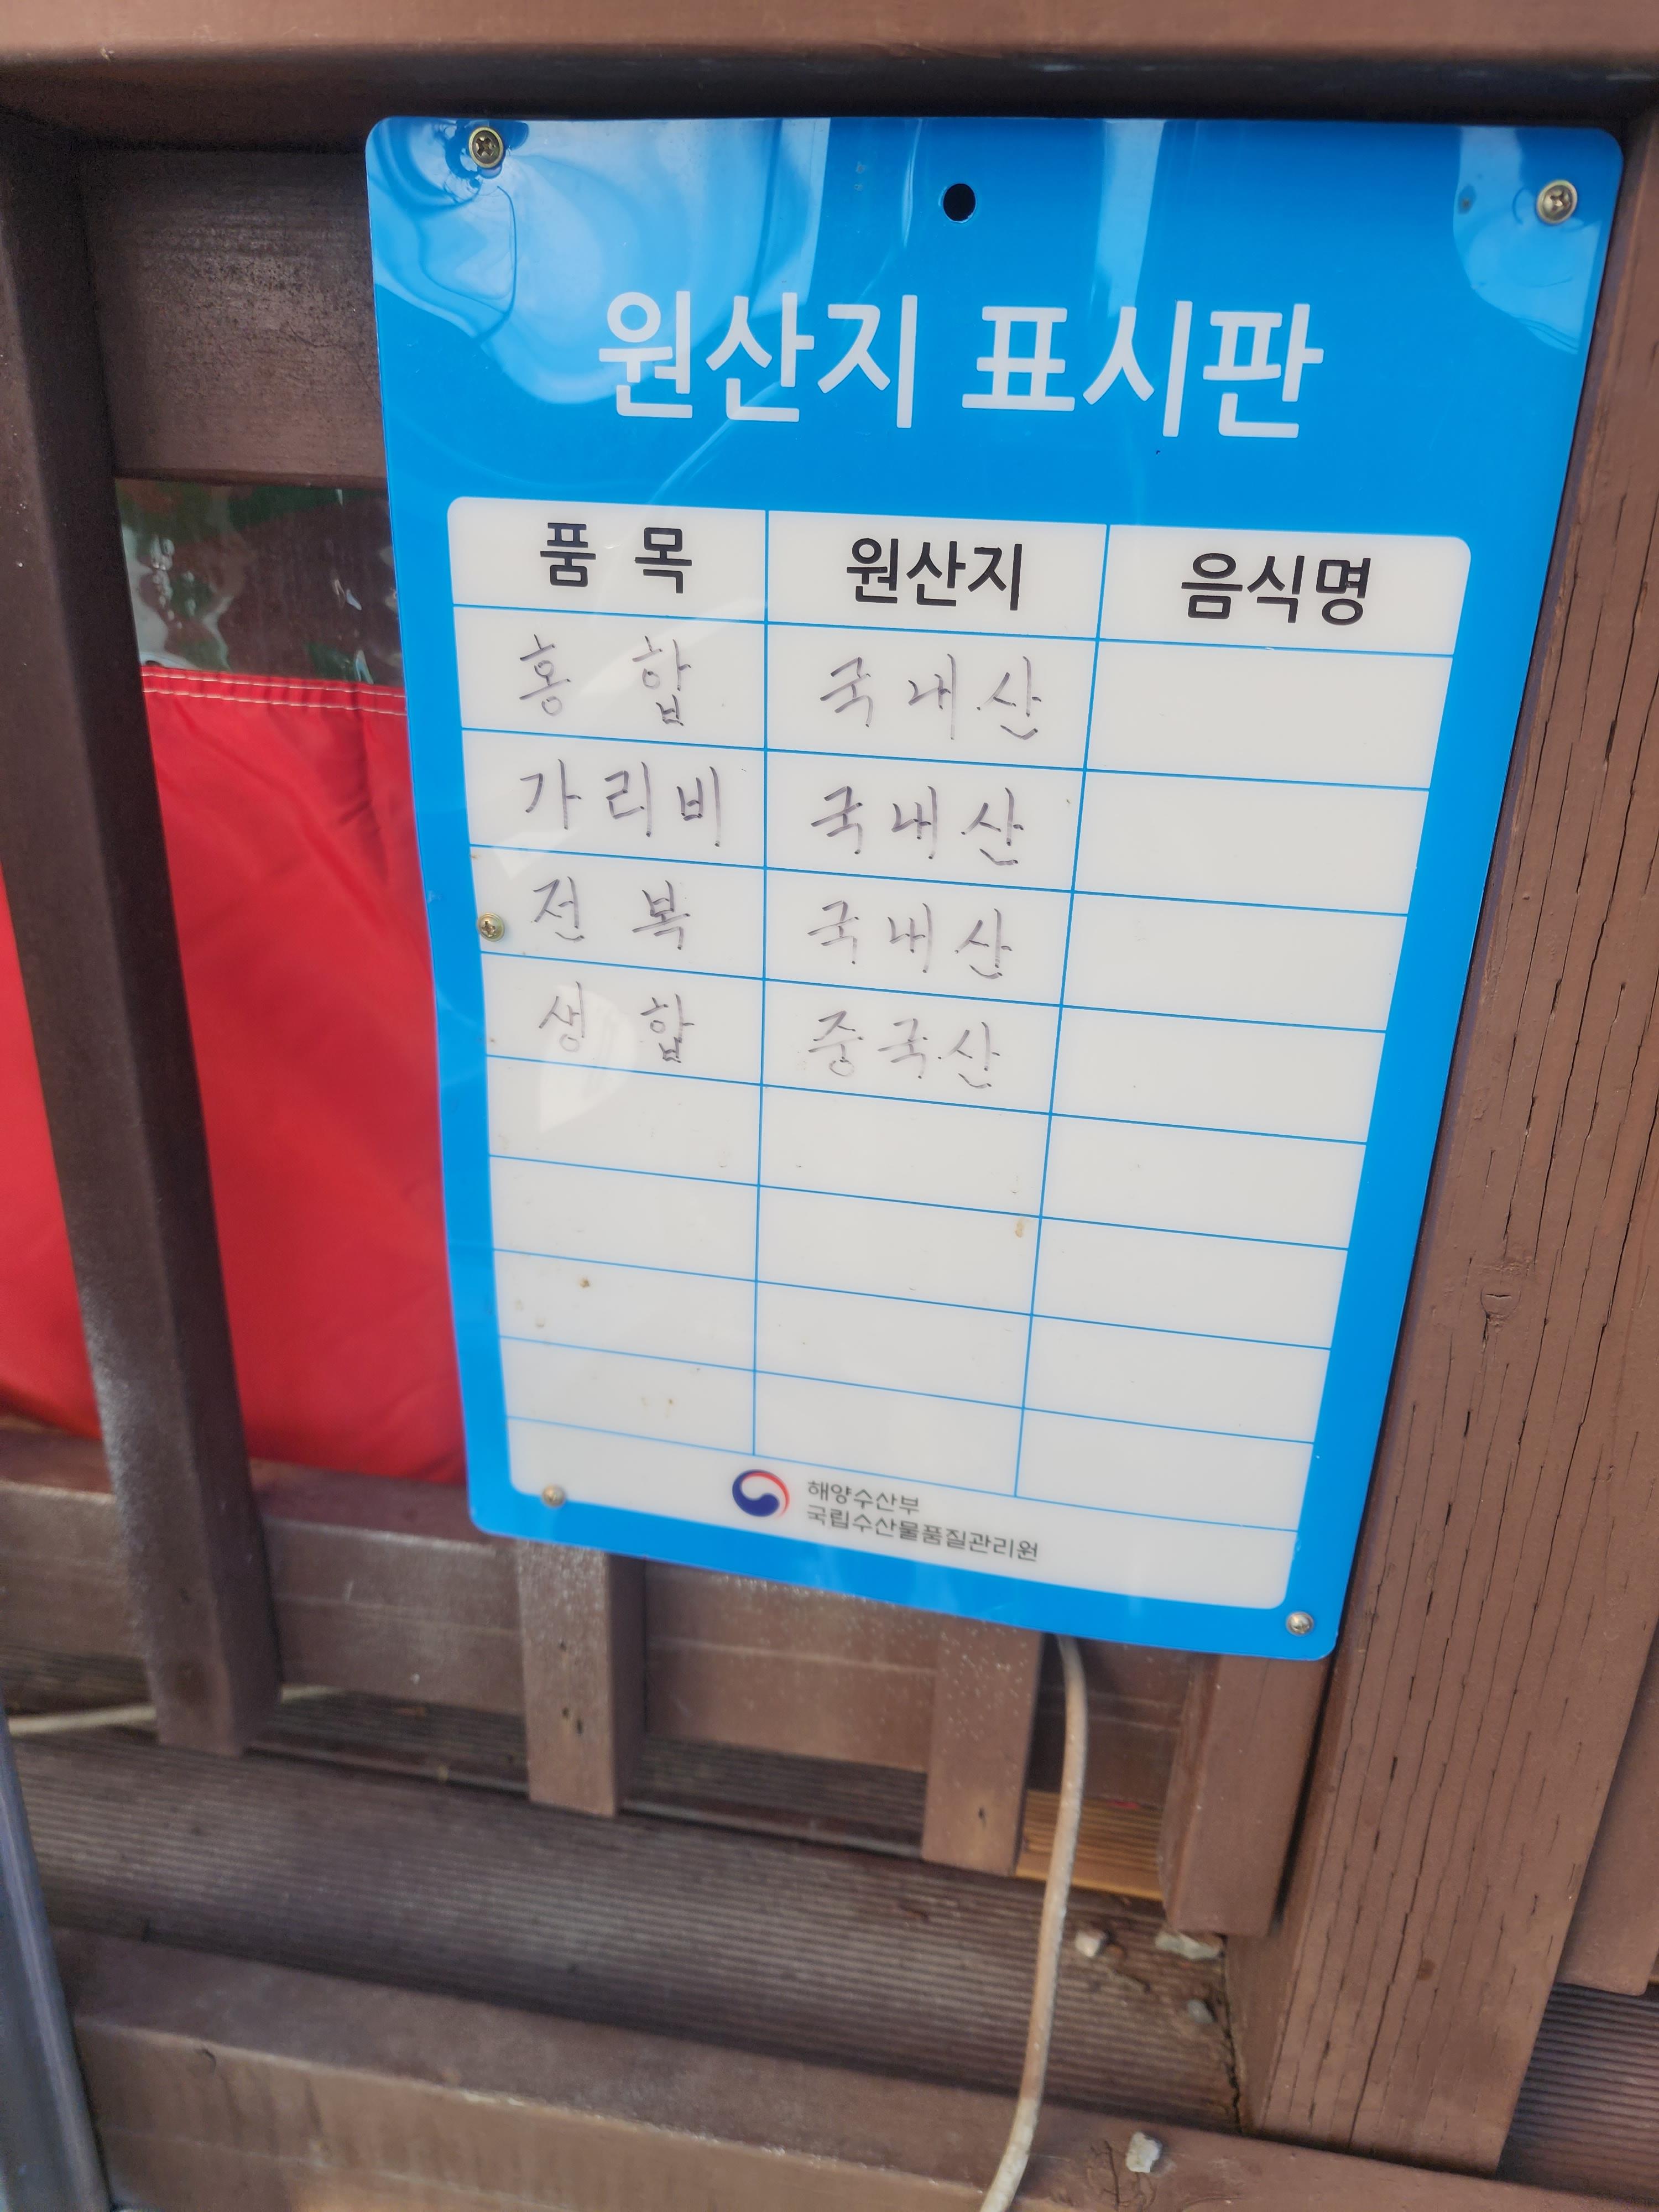 원산지 표시판
품 목 원산지 음식명
홍 합 국내산
가리비 국내산
전 복 국내산
생 합 중국산
해양수산부
국립수산물품질관리원